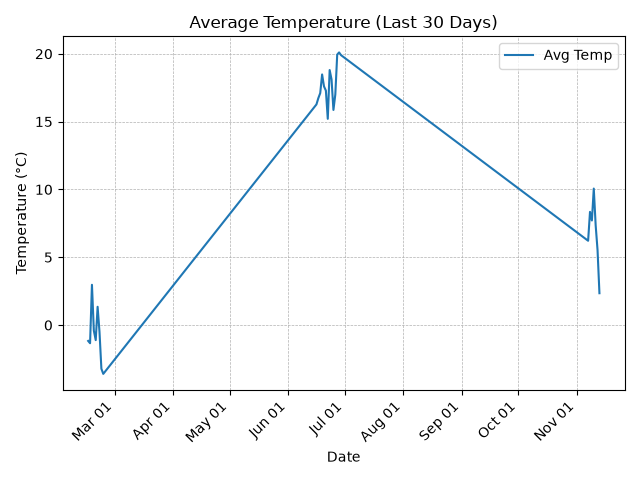 Average Temperature (Last 30 Days)
Avg Temp
Temperature (°C)
20
15
10
5
0
Mar 01
Apr 01
May 01
Jun 01
Jul 01
Aug 01
Sep 01
Oct 01
Nov 01
Date